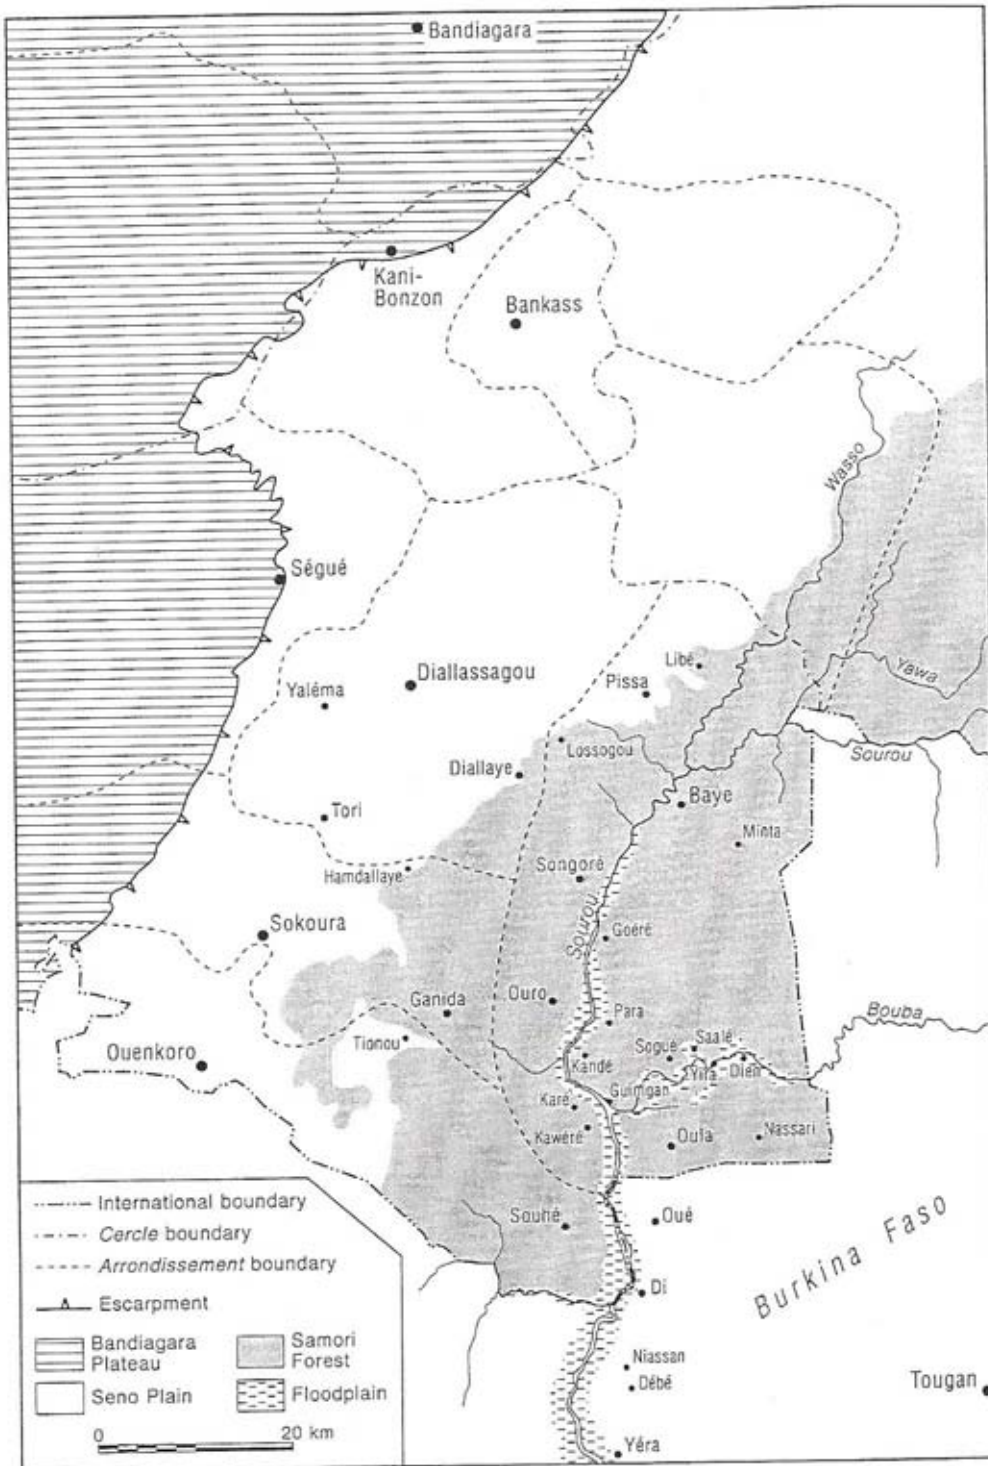 Bandiagara
Kani-
Bonzon
Bankass
Wasso
Ségué
Libé
Diallassagou
Pissa
Yawa
Yaléma
Lossogou
Sourou
Diallaye
Baye
Tori
Minta
Songoré
Hamdallaye
Sourou
Sokoura
Goéré
Ganida
Ouro
Para
Bouba
Tionou
Saalé
Sogué
Ouenkoro
Kandé
Yira
Dien
Guimgan
Karé
Kawéré
Oula
Nassari
Souhé
Oué
Burkina Faso
Di
Niassan
Débé
Tougan
Yéra
International boundary
Cercle boundary
Arrondissement boundary
Escarpment
Bandiagara
Plateau
Samori
Forest
Seno Plain
Floodplain
0 20 km